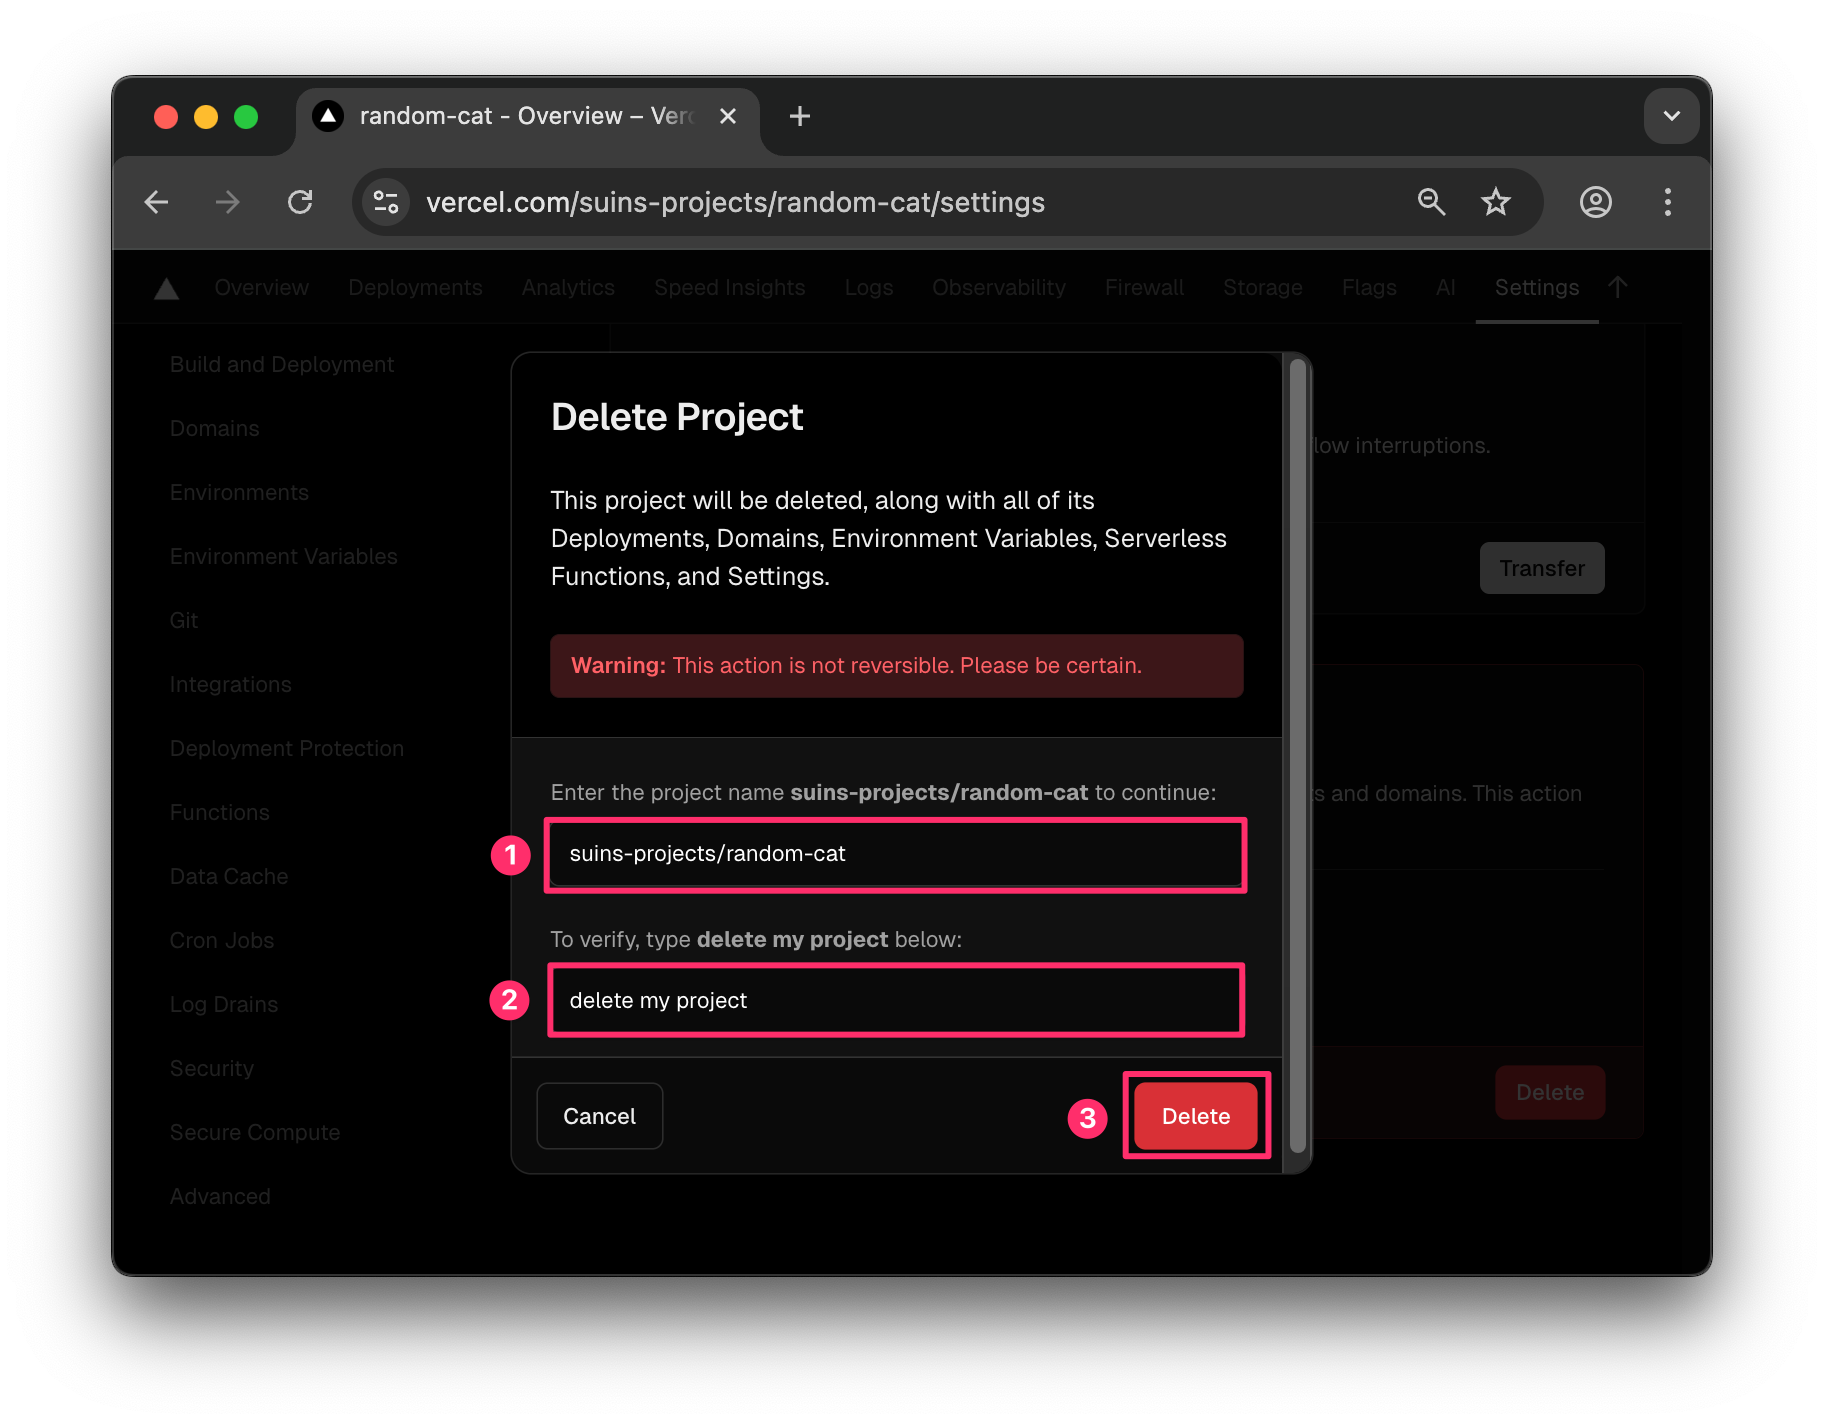 random-cat - Overview – Verc
vercel.com/suins-projects/random-cat/settings
Overview Deployments Analytics Speed Insights Logs Observability Firewall Storage Flags AI Settings
Build and Deployment
Domains
Environments
Environment Variables
Git
Integrations
Deployment Protection
Functions
Data Cache
Cron Jobs
Log Drains
Security
Secure Compute
Advanced
flow interruptions.
Transfer
ts and domains. This action
Delete
Delete Project
This project will be deleted, along with all of its
Deployments, Domains, Environment Variables, Serverless
Functions, and Settings.
Warning: This action is not reversible. Please be certain.
Enter the project name suins-projects/random-cat to continue:
1
suins-projects/random-cat
To verify, type delete my project below:
2
delete my project
Cancel
3
Delete